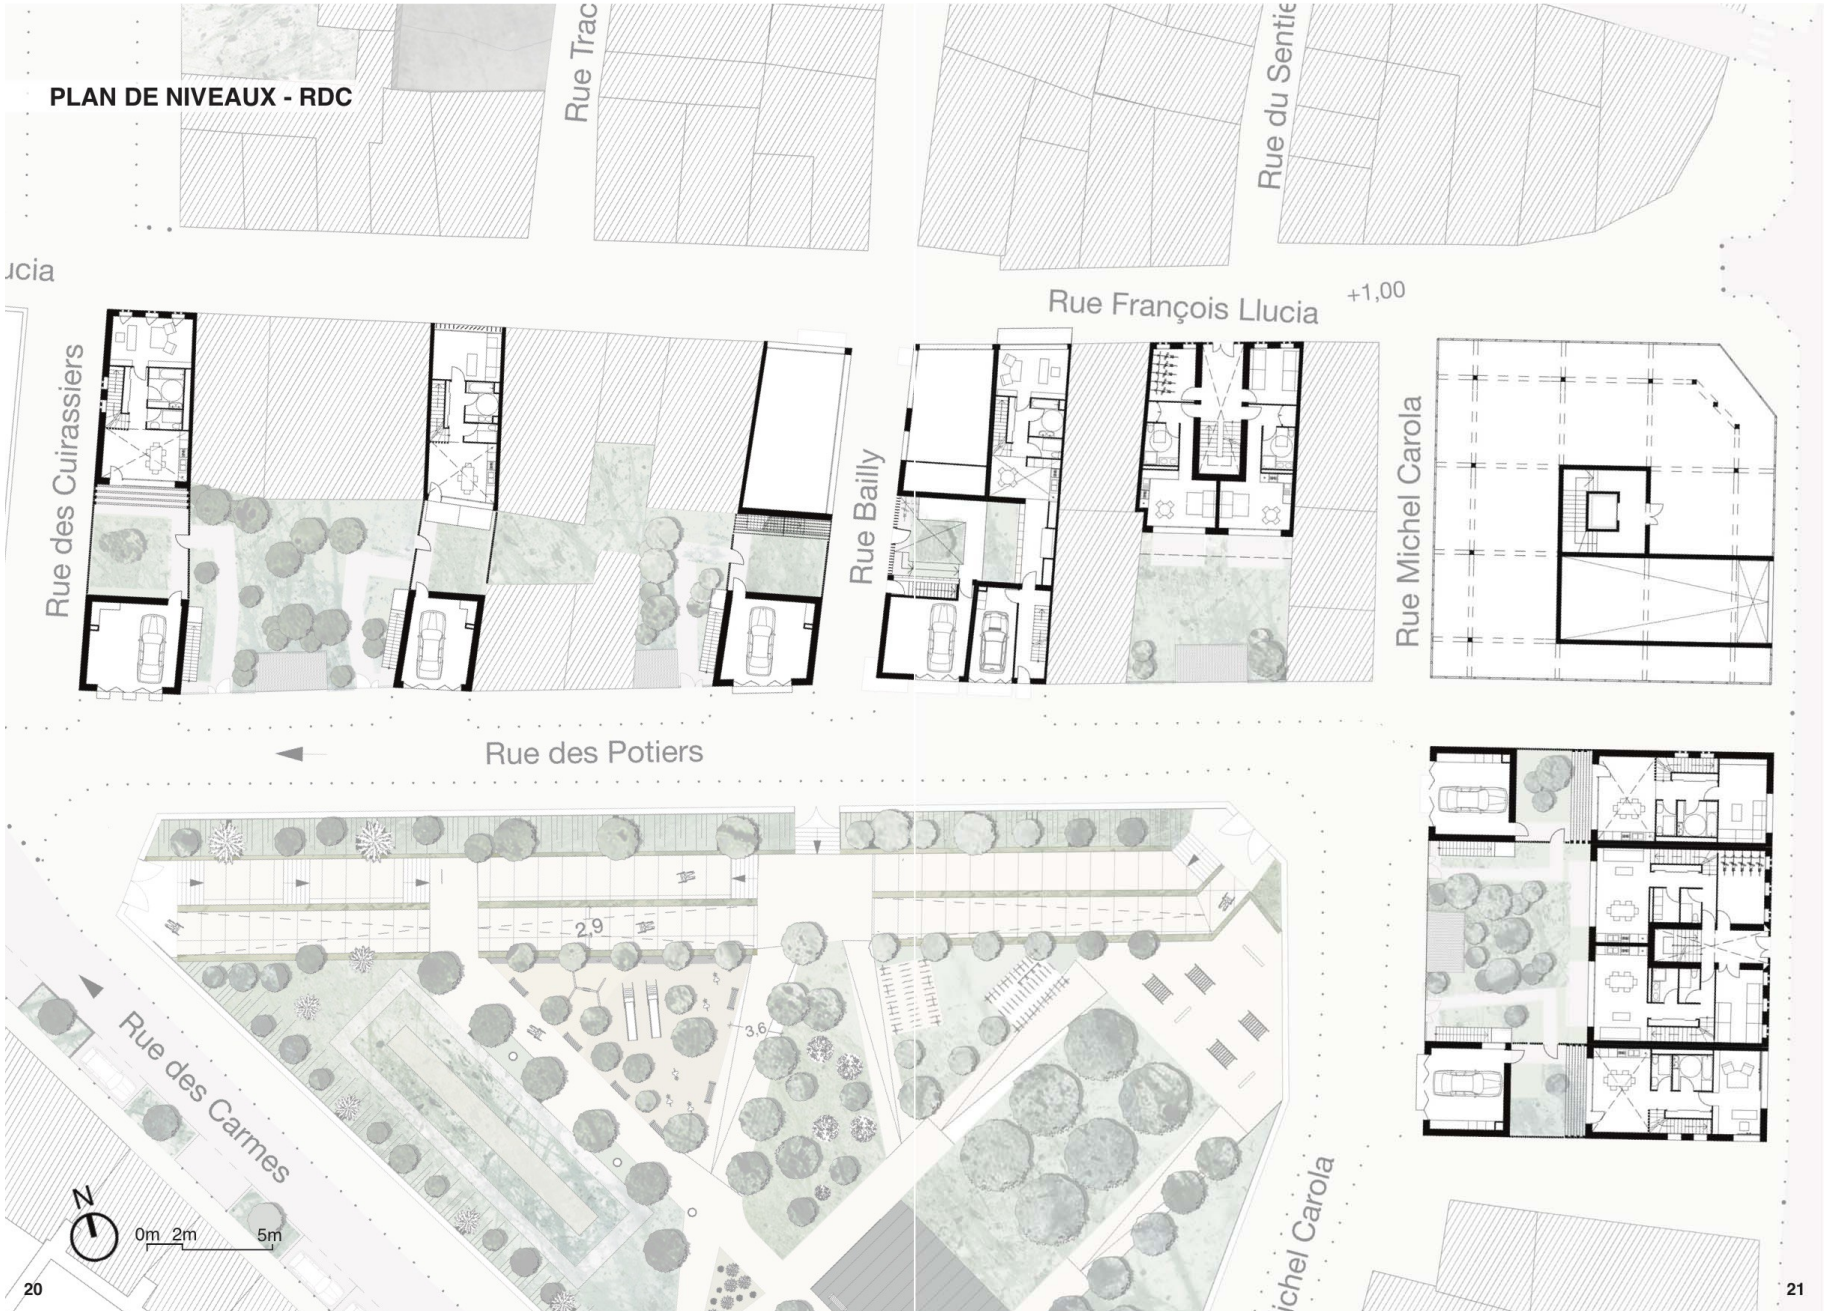 PLAN DE NIVEAUX - RDC
Rue Trac
Rue du Sentie
ucia
Rue François Llucia
+1,00
Rue des Cuirassiers
Rue Bailly
Rue Michel Carola
Rue des Potiers
2,9
3,6
Rue des Carmes
ichel Carola
N
0m 2m 5m
20
21